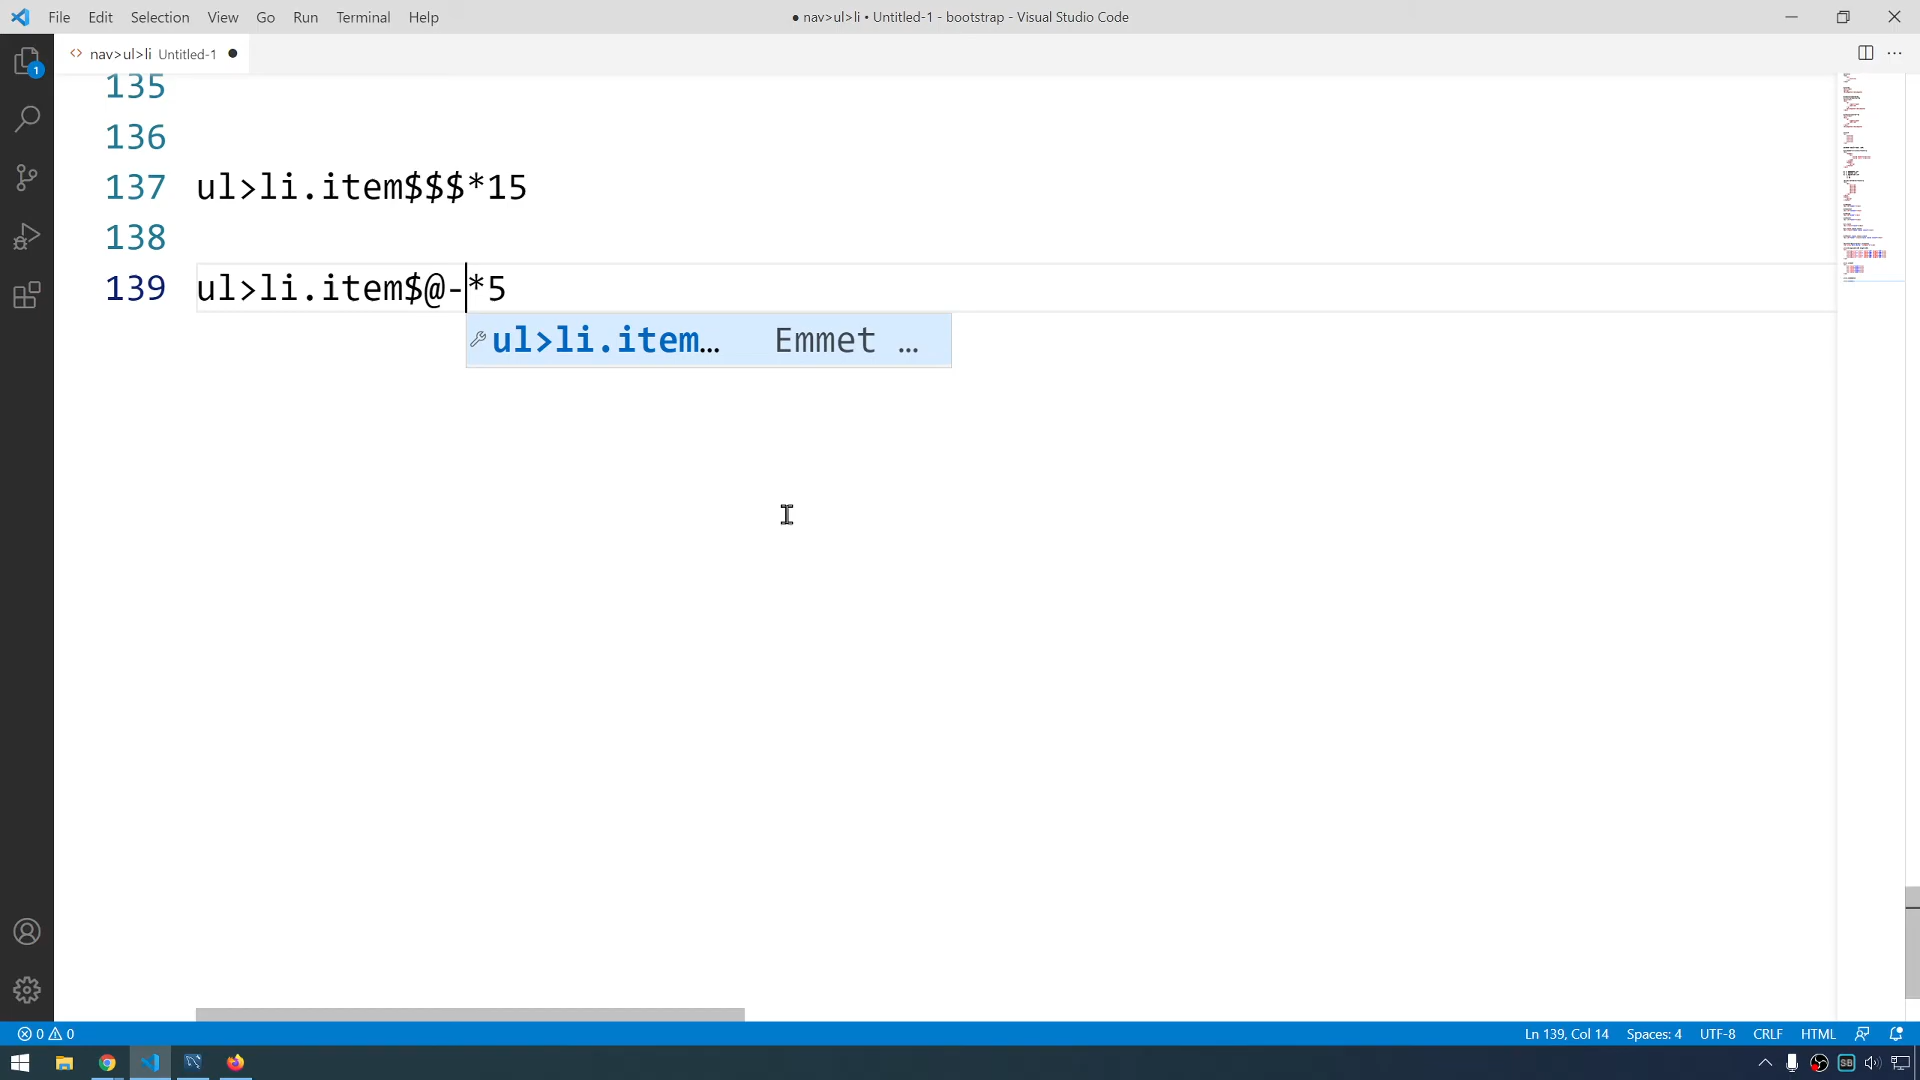 File Edit Selection View Go Run Terminal Help
● nav>ul>li • Untitled-1 - bootstrap - Visual Studio Code
nav>ul>li Untitled-1 ●
1
135
136
137 ul>li.item$$$*15
138
139 ul>li.item$@-*5
ul>li.item… Emmet …
0 0
Ln 139, Col 14 Spaces: 4 UTF-8 CRLF HTML
SB